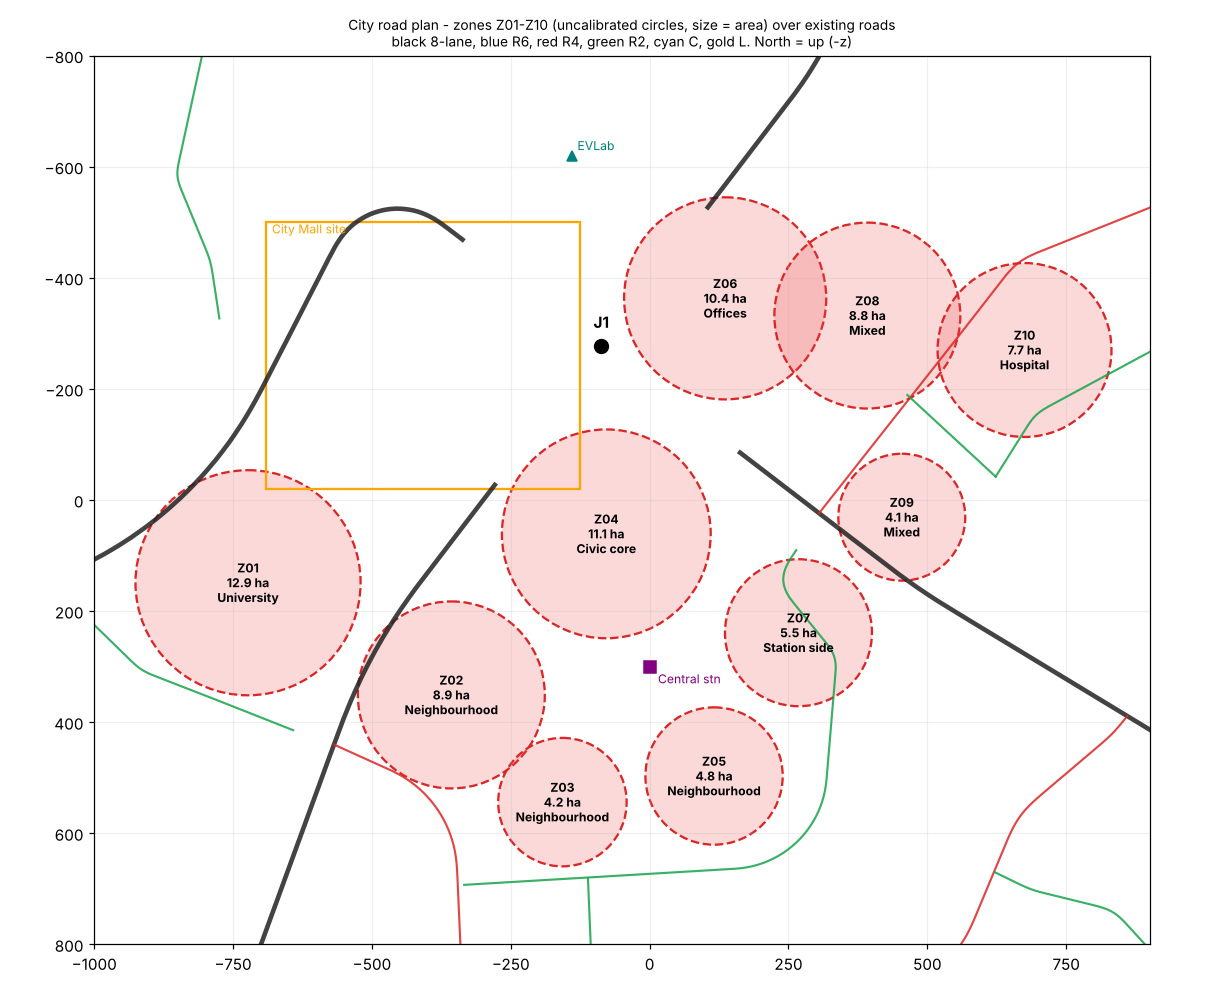 City road plan - zones Z01-Z10 (uncalibrated circles, size = area) over existing roads
black 8-lane, blue R6, red R4, green R2, cyan C, gold L. North = up (-z)
−800
−600
−400
−200
0
200
400
600
800
EVLab
City Mall site
J1
Z06
10.4 ha
Offices
Z08
8.8 ha
Mixed
Z10
7.7 ha
Hospital
Z09
4.1 ha
Mixed
Z04
11.1 ha
Civic core
Z01
12.9 ha
University
Z07
5.5 ha
Station side
Central stn
Z02
8.9 ha
Neighbourhood
Z05
4.8 ha
Neighbourhood
Z03
4.2 ha
Neighbourhood
−1000
−750
−500
−250
0
250
500
750